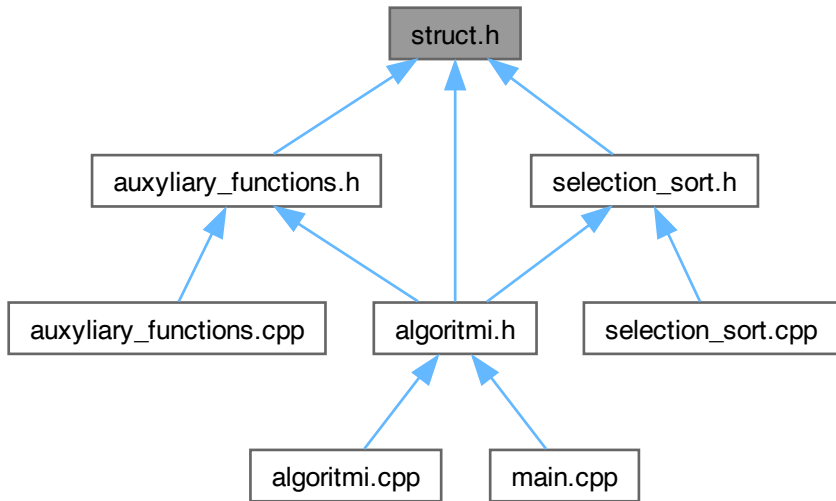 struct.h
auxyliary_functions.h
selection_sort.h
auxyliary_functions.cpp
algoritmi.h
selection_sort.cpp
algoritmi.cpp
main.cpp